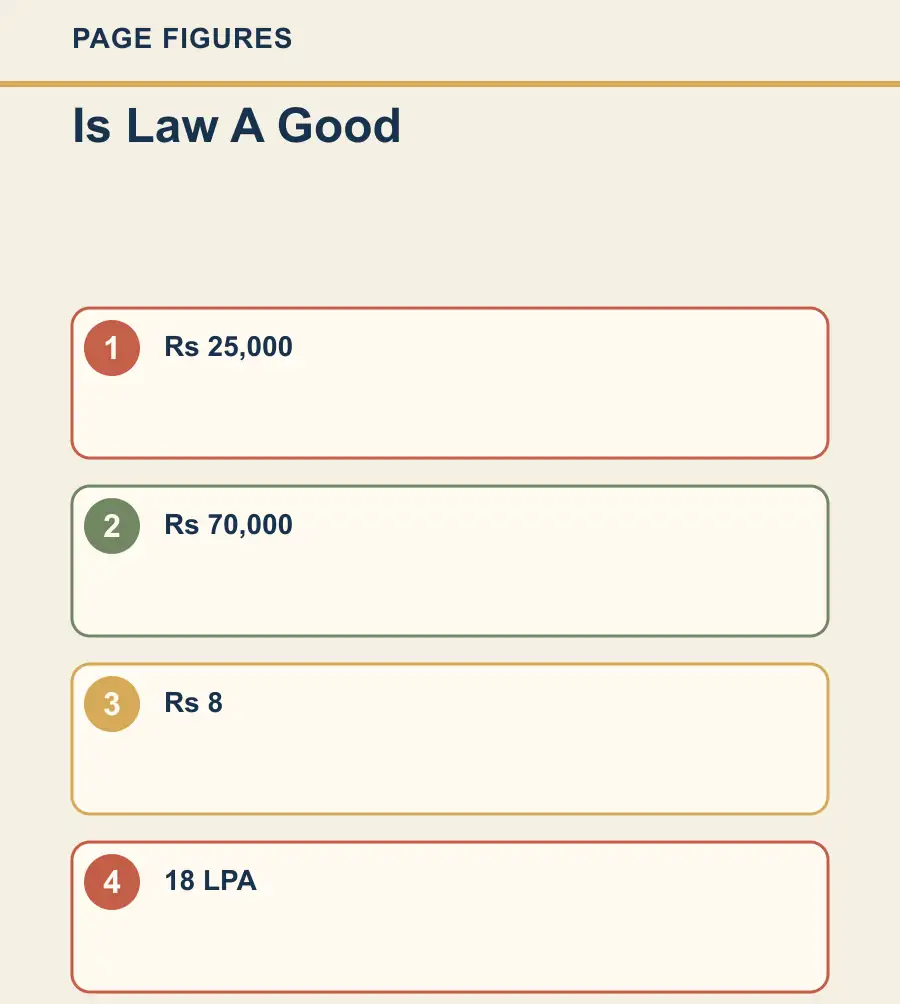 PAGE FIGURES
Is Law A Good
1 Rs 25,000
2 Rs 70,000
3 Rs 8
4 18 LPA